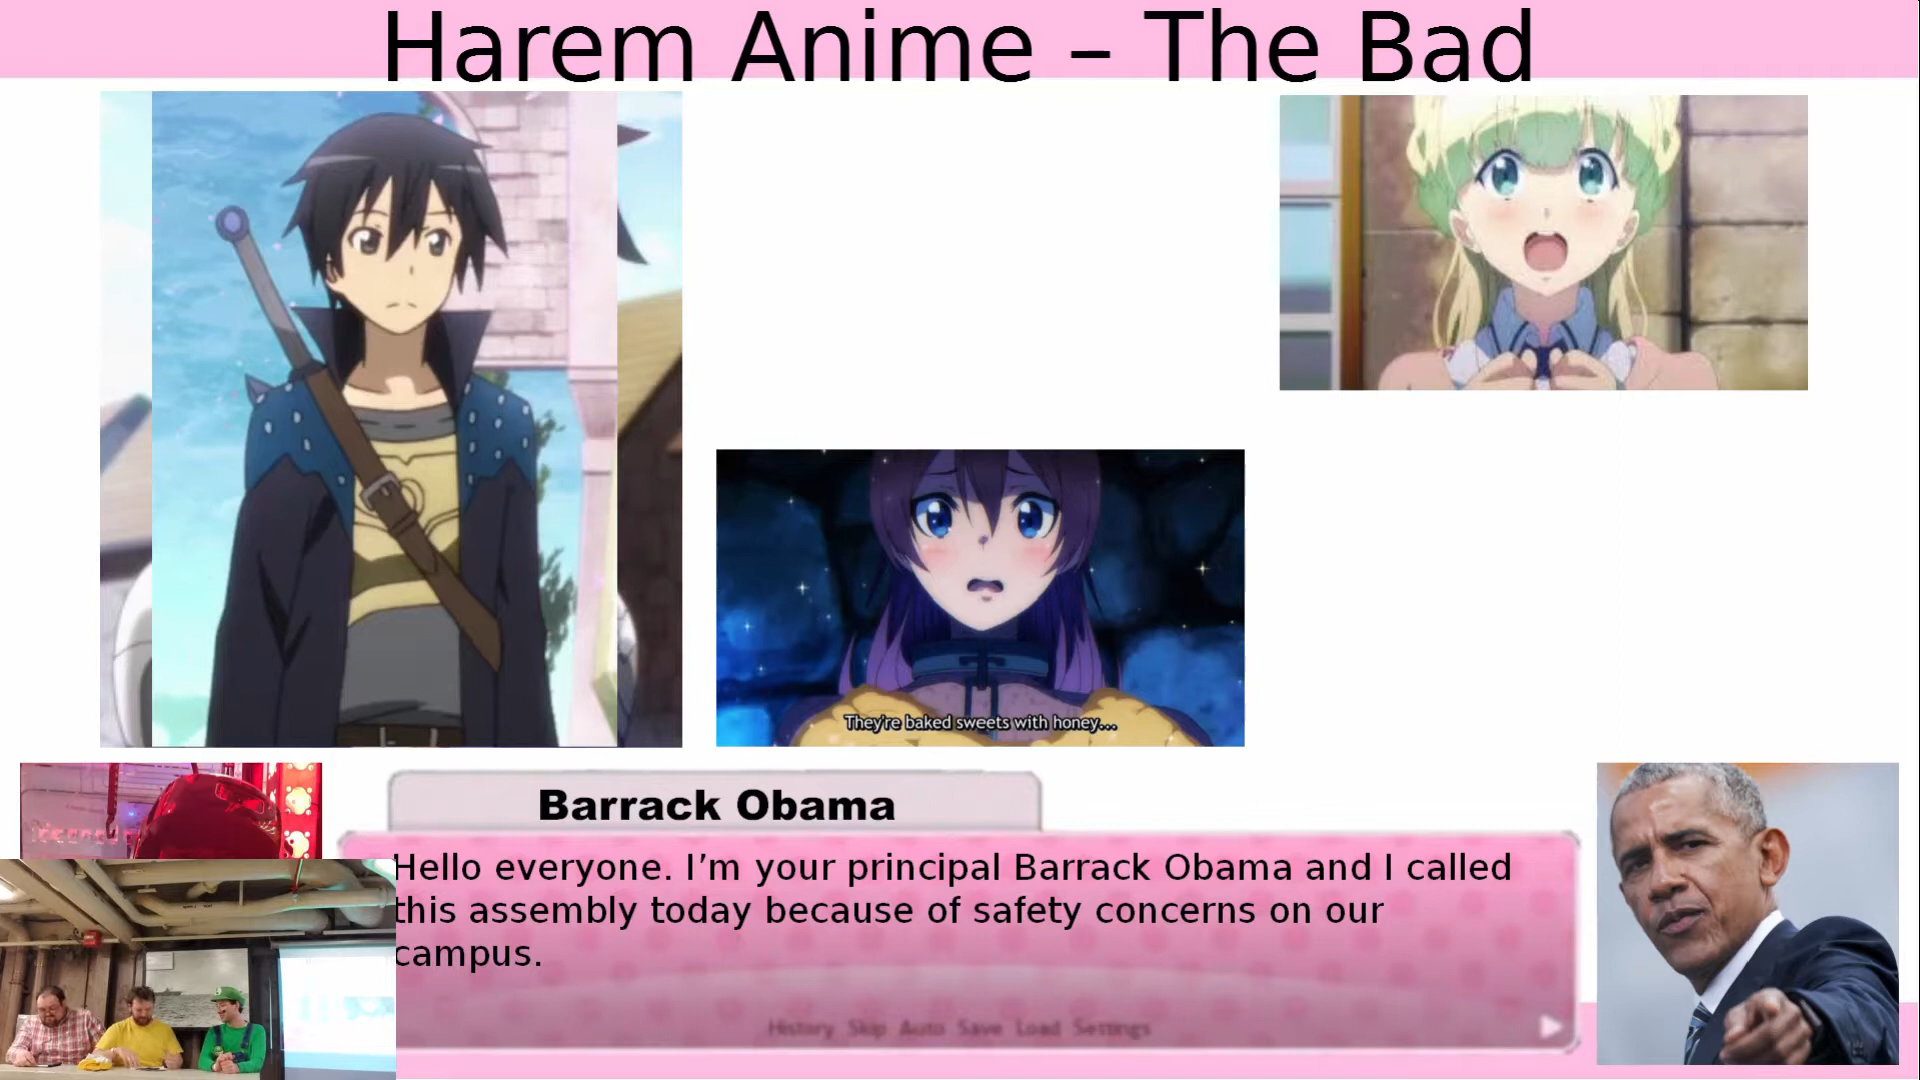 Harem Anime – The Bad
They're baked sweets with honey...
Barrack Obama
Hello everyone. I’m your principal Barrack Obama and I called
this assembly today because of safety concerns on our
campus.
History Skip Auto Save Load Settings